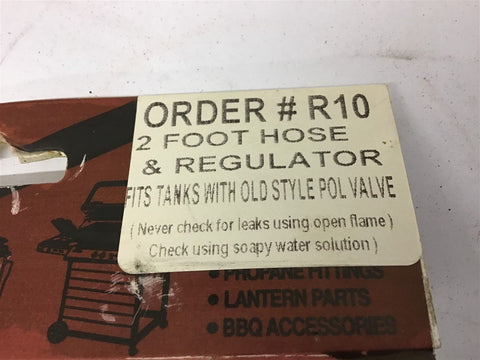 ORDER # R10
2 FOOT HOSE
& REGULATOR
FITS TANKS WITH OLD STYLE POL VALVE
( Never check for leaks using open flame )
Check using soapy water solution )
• PROPANE FITTINGS
• LANTERN PARTS
• BBQ ACCESSORIES